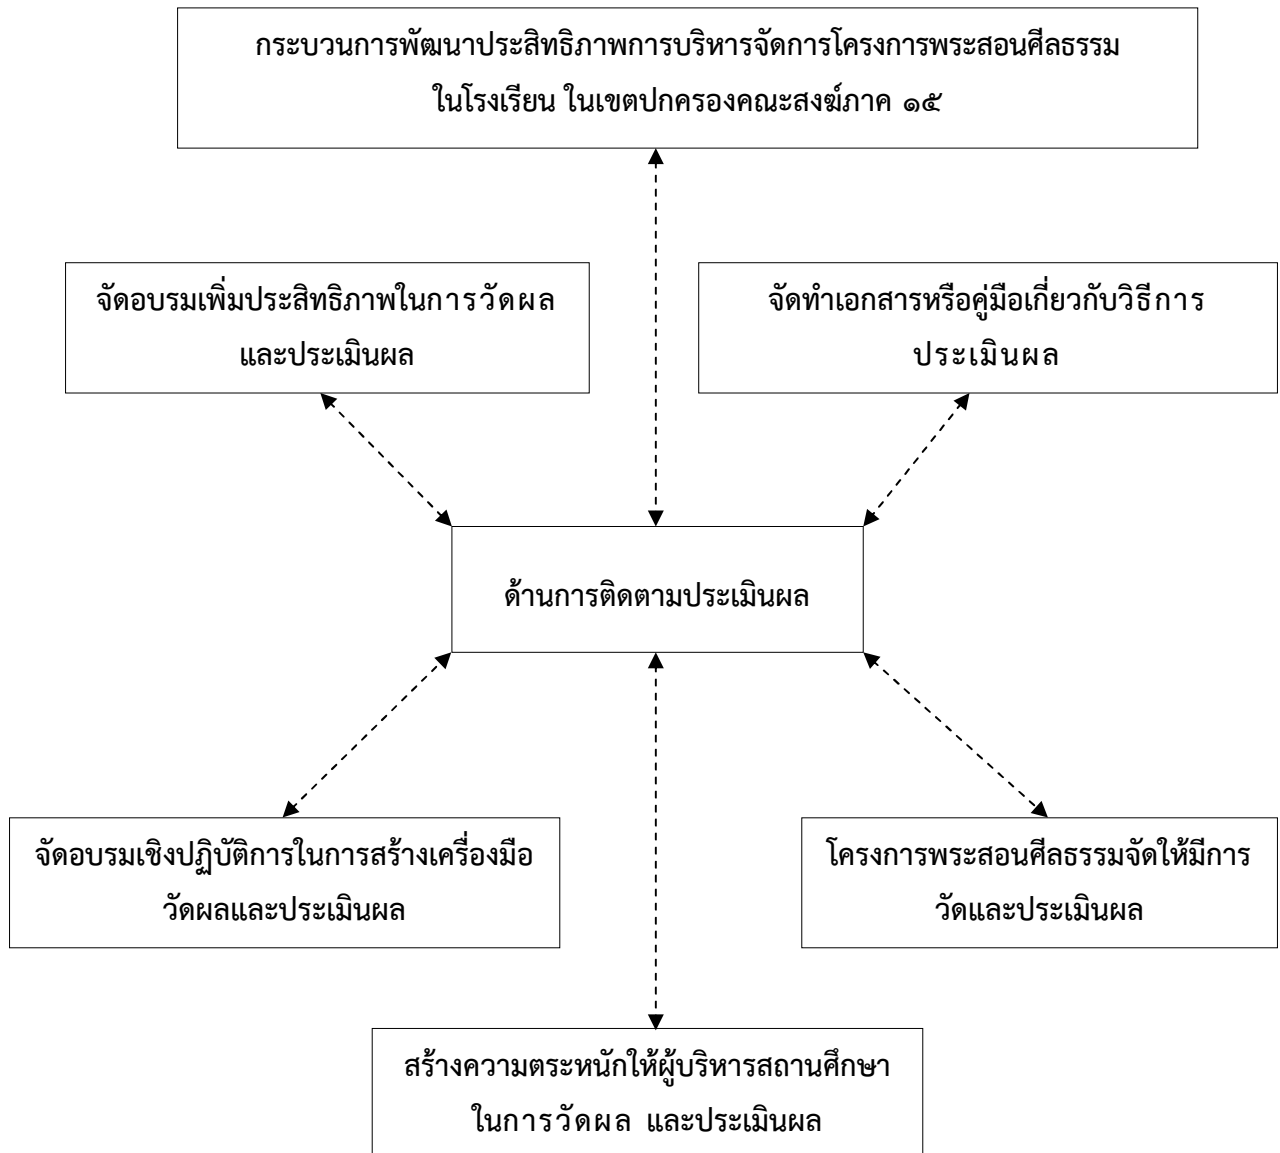 กระบวนการพัฒนาประสิทธิภาพการบริหารจัดการโครงการพระสอนศีลธรรม
ในโรงเรียน ในเขตปกครองคณะสงฆ์ภาค ๑๕
จัดอบรมเพิ่มประสิทธิภาพในการวัดผล
และประเมินผล
จัดทำเอกสารหรือคู่มือเกี่ยวกับวิธีการ
ประเมินผล
ด้านการติดตามประเมินผล
จัดอบรมเชิงปฏิบัติการในการสร้างเครื่องมือ
วัดผลและประเมินผล
โครงการพระสอนศีลธรรมจัดให้มีการ
วัดและประเมินผล
สร้างความตระหนักให้ผู้บริหารสถานศึกษา
ในการวัดผล และประเมินผล